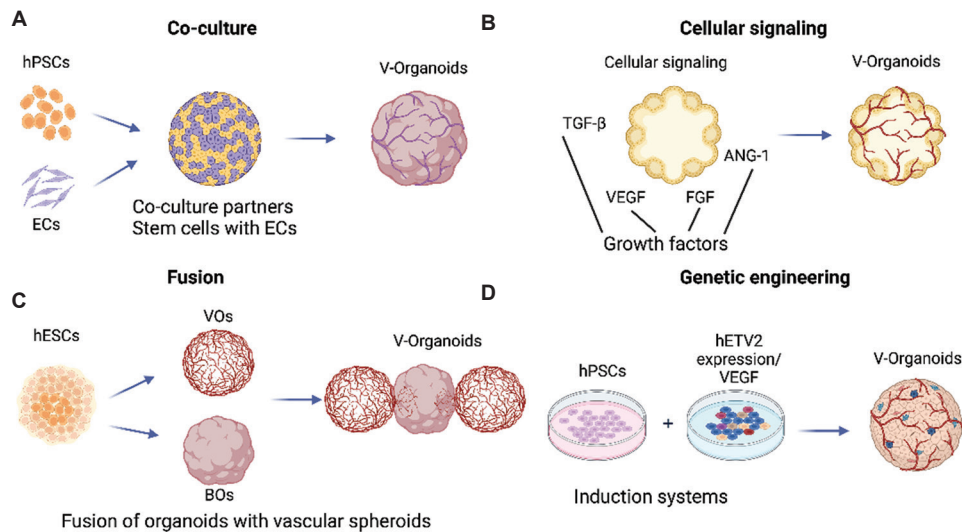 A
Co-culture
hPSCs
V-Organoids
ECs
Co-culture partners
Stem cells with ECs
B
Cellular signaling
Cellular signaling
V-Organoids
TGF-β
ANG-1
VEGF
FGF
Growth factors
C
Fusion
hESCs
VOs
V-Organoids
BOs
Fusion of organoids with vascular spheroids
D
Genetic engineering
hPSCs
hETV2
expression/
VEGF
V-Organoids
+
Induction systems